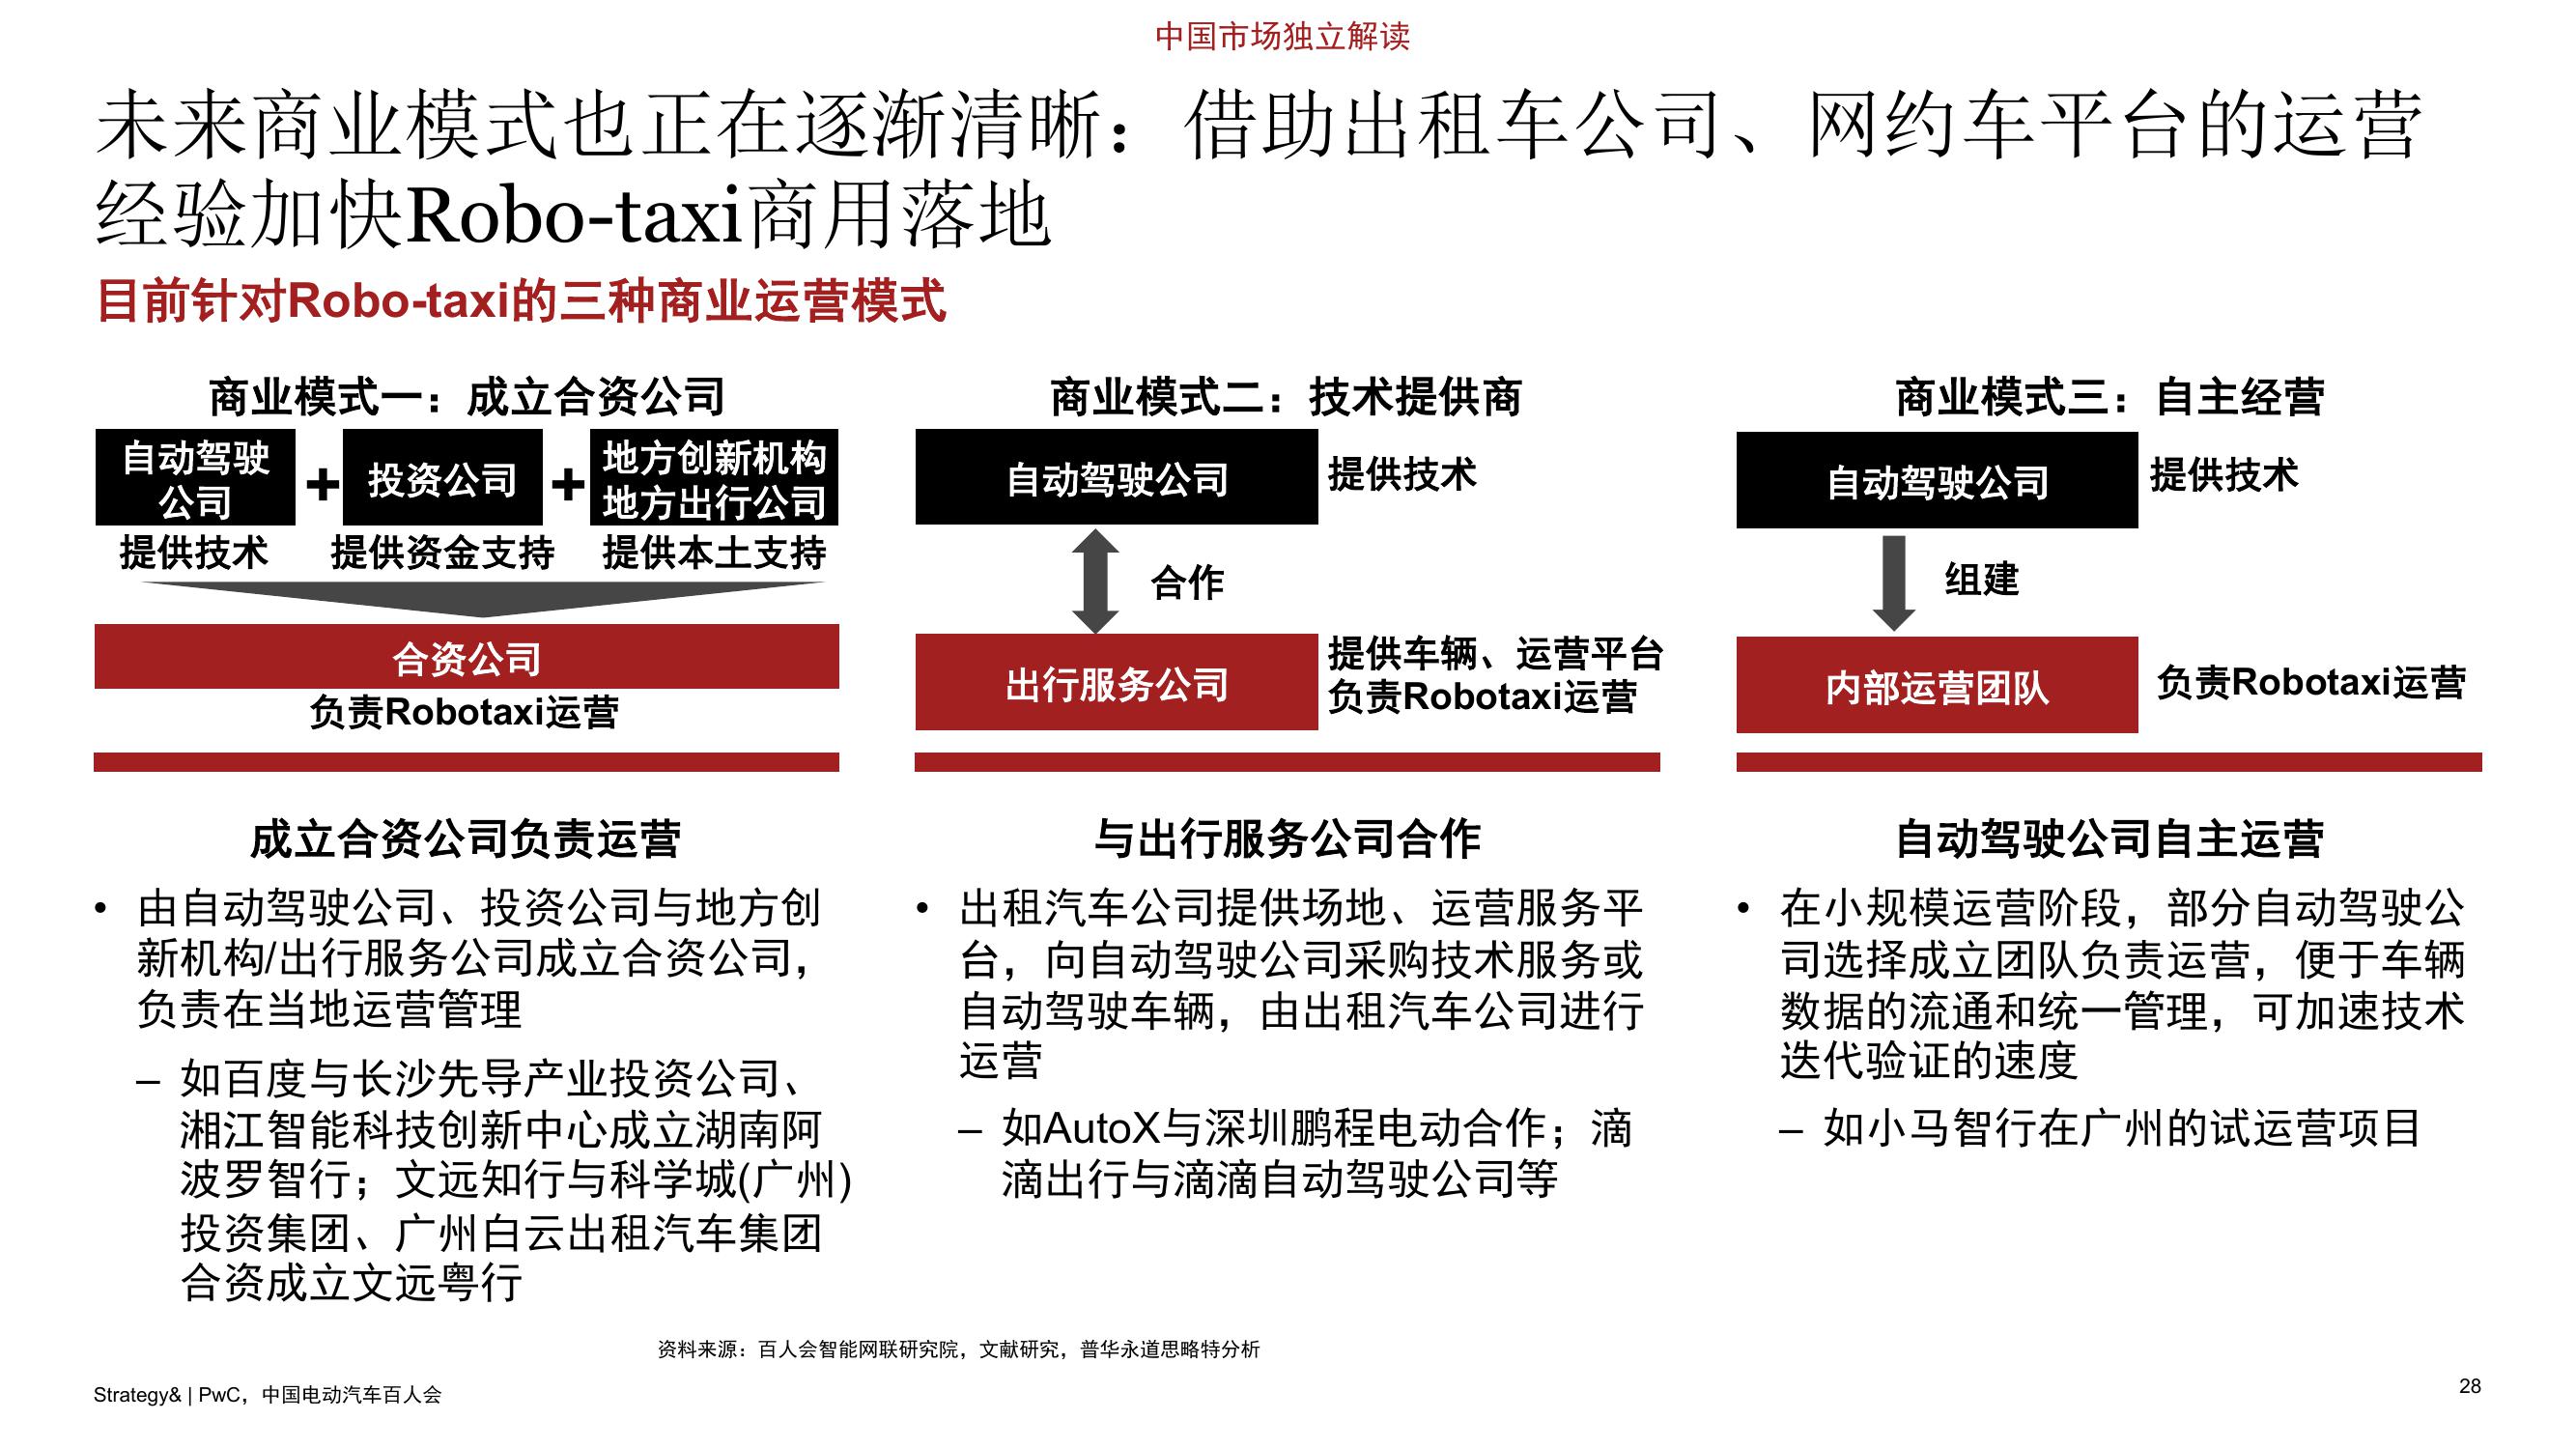 中国市场独立解读
未来商业模式也正在逐渐清晰：借助出租车公司、网约车平台的运营
经验加快Robo-taxi商用落地
目前针对Robo-taxi的三种商业运营模式
商业模式一：成立合资公司
自动驾驶
公司
+
投资公司
+
地方创新机构
地方出行公司
提供技术
提供资金支持
提供本土支持
合资公司
负责Robotaxi运营
成立合资公司负责运营
• 由自动驾驶公司、投资公司与地方创
新机构/出行服务公司成立合资公司，
负责在当地运营管理
– 如百度与长沙先导产业投资公司、
湘江智能科技创新中心成立湖南阿
波罗智行；文远知行与科学城(广州)
投资集团、广州白云出租汽车集团
合资成立文远粤行
商业模式二：技术提供商
自动驾驶公司
提供技术
合作
出行服务公司
提供车辆、运营平台
负责Robotaxi运营
与出行服务公司合作
• 出租汽车公司提供场地、运营服务平
台，向自动驾驶公司采购技术服务或
自动驾驶车辆，由出租汽车公司进行
运营
– 如AutoX与深圳鹏程电动合作；滴
滴出行与滴滴自动驾驶公司等
商业模式三：自主经营
自动驾驶公司
提供技术
组建
内部运营团队
负责Robotaxi运营
自动驾驶公司自主运营
• 在小规模运营阶段，部分自动驾驶公
司选择成立团队负责运营，便于车辆
数据的流通和统一管理，可加速技术
迭代验证的速度
– 如小马智行在广州的试运营项目
资料来源：百人会智能网联研究院，文献研究，普华永道思略特分析
Strategy& | PwC，中国电动汽车百人会
28